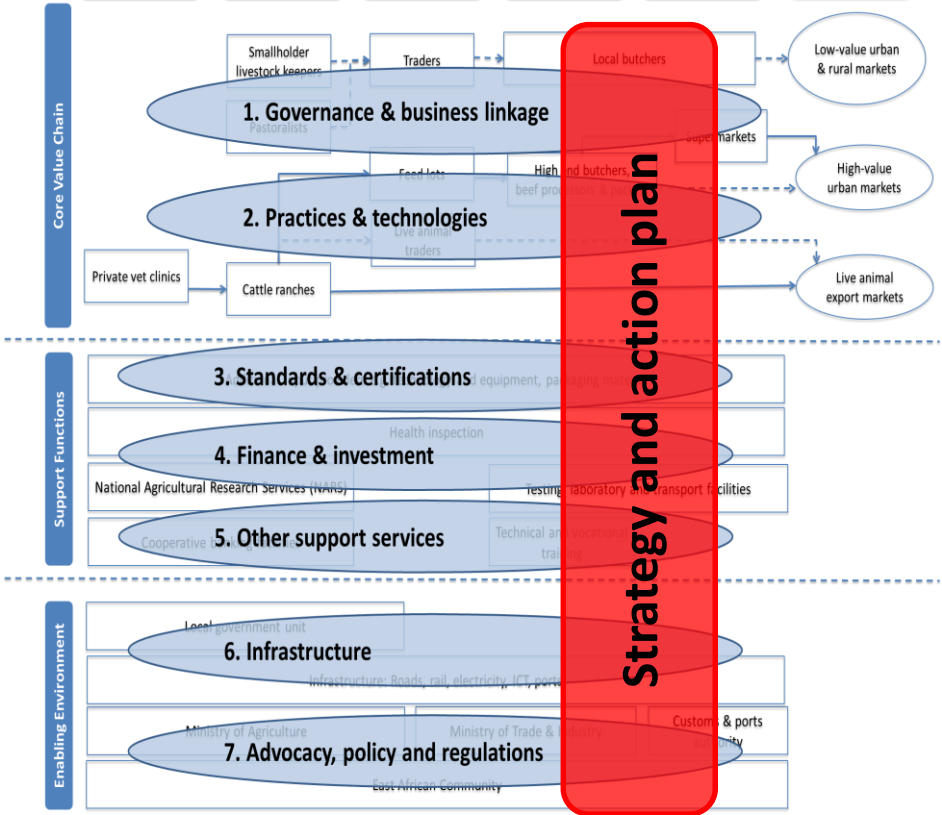 Core Value Chain
Smallholder
livestock keepers
Traders
Local butchers
Low-value urban
& rural markets
1. Governance & business linkage
Pastoralists
Supermarkets
Feed lots
High end butchers,
beef processors & 
High-value
urban markets
2. Practices & technologies
Live animal
traders
Private vet clinics
Cattle ranches
Live animal
export markets
Strategy and action plan
Support Functions
3. Standards & certifications
and equipment, packaging
Health inspection
4. Finance & investment
National Agricultural Research Services (NARS)
Testing, laboratory and transport facilities
5. Other support services
Cooperative
Technical and vocational
training
Enabling Environment
Local government unit
6. Infrastructure
Infrastructure: Roads, rail, electricity, ICT, ports
Ministry of Agriculture
Ministry of Trade & Industry
Customs & ports
authority
7. Advocacy, policy and regulations
East African Community